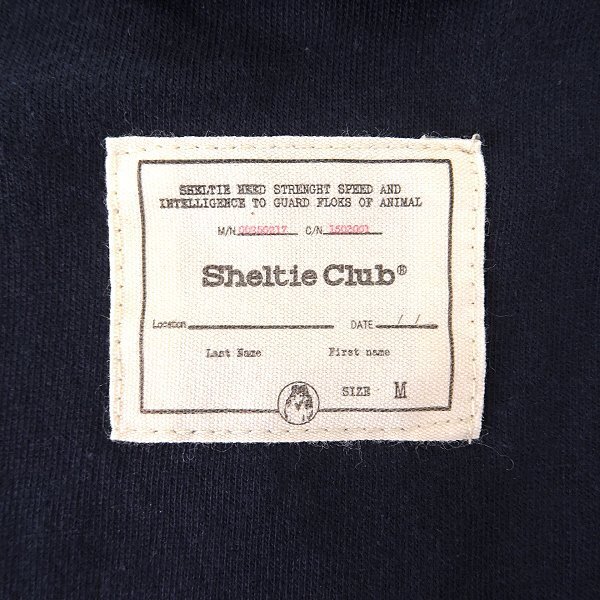 SHELTIE NEED STRENGHT SPEED AND
INTELLIGENCE TO GUARD FLOKS OF ANIMAL
M/N C/N 1503001
Sheltie Club®
Location DATE / /
Last Name First name
SIZE M